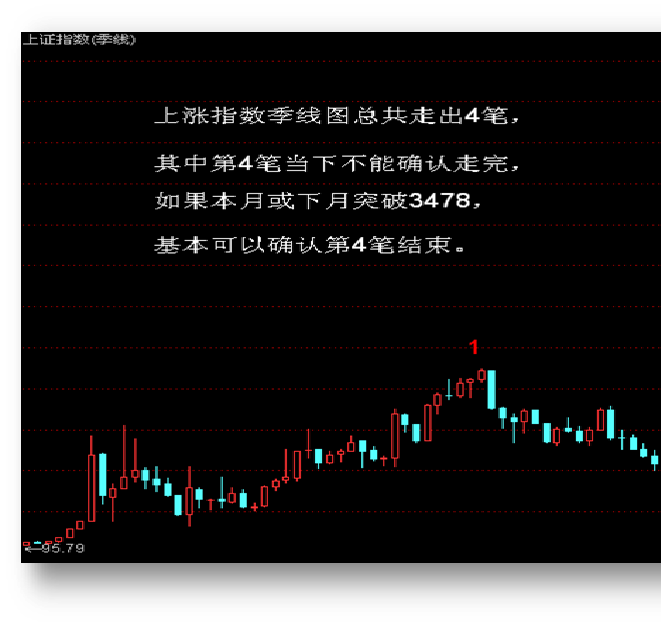 上证指数(季线)
上涨指数季线图总共走出4笔，
其中第4笔当下不能确认走完，
如果本月或下月突破3478，
基本可以确认第4笔结束。
1
←95.79